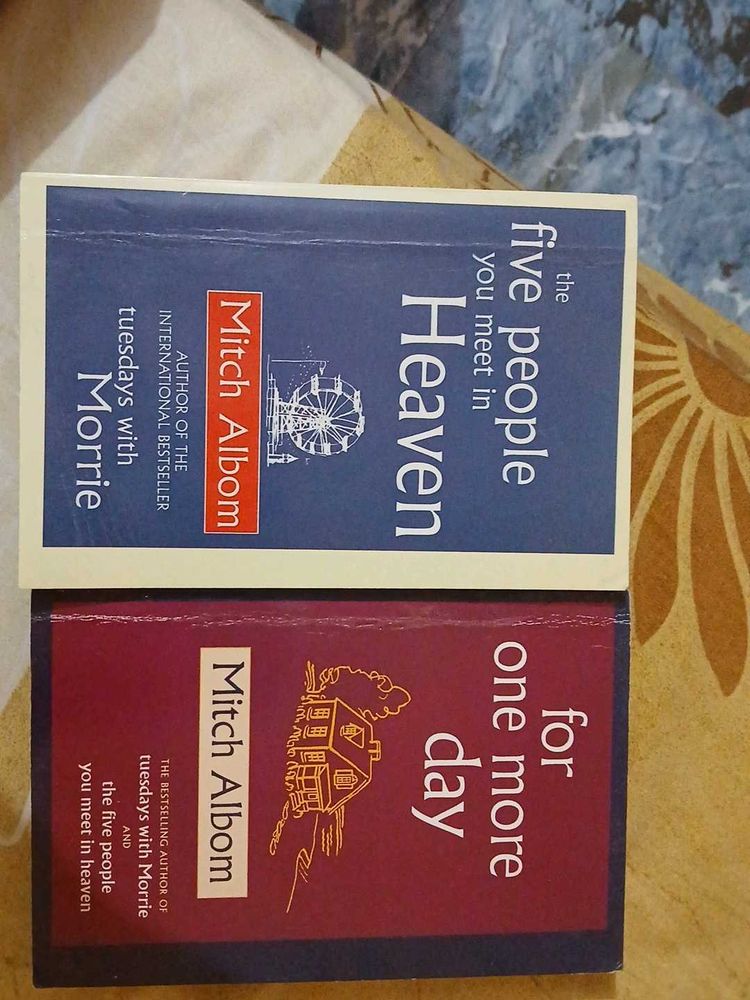 the
five people
you meet in
Heaven
Mitch Albom
AUTHOR OF THE
INTERNATIONAL BESTSELLER
tuesdays with
Morrie
for
one more
day
Mitch Albom
THE BESTSELLING AUTHOR OF
tuesdays with Morrie
AND
the five people
you meet in heaven